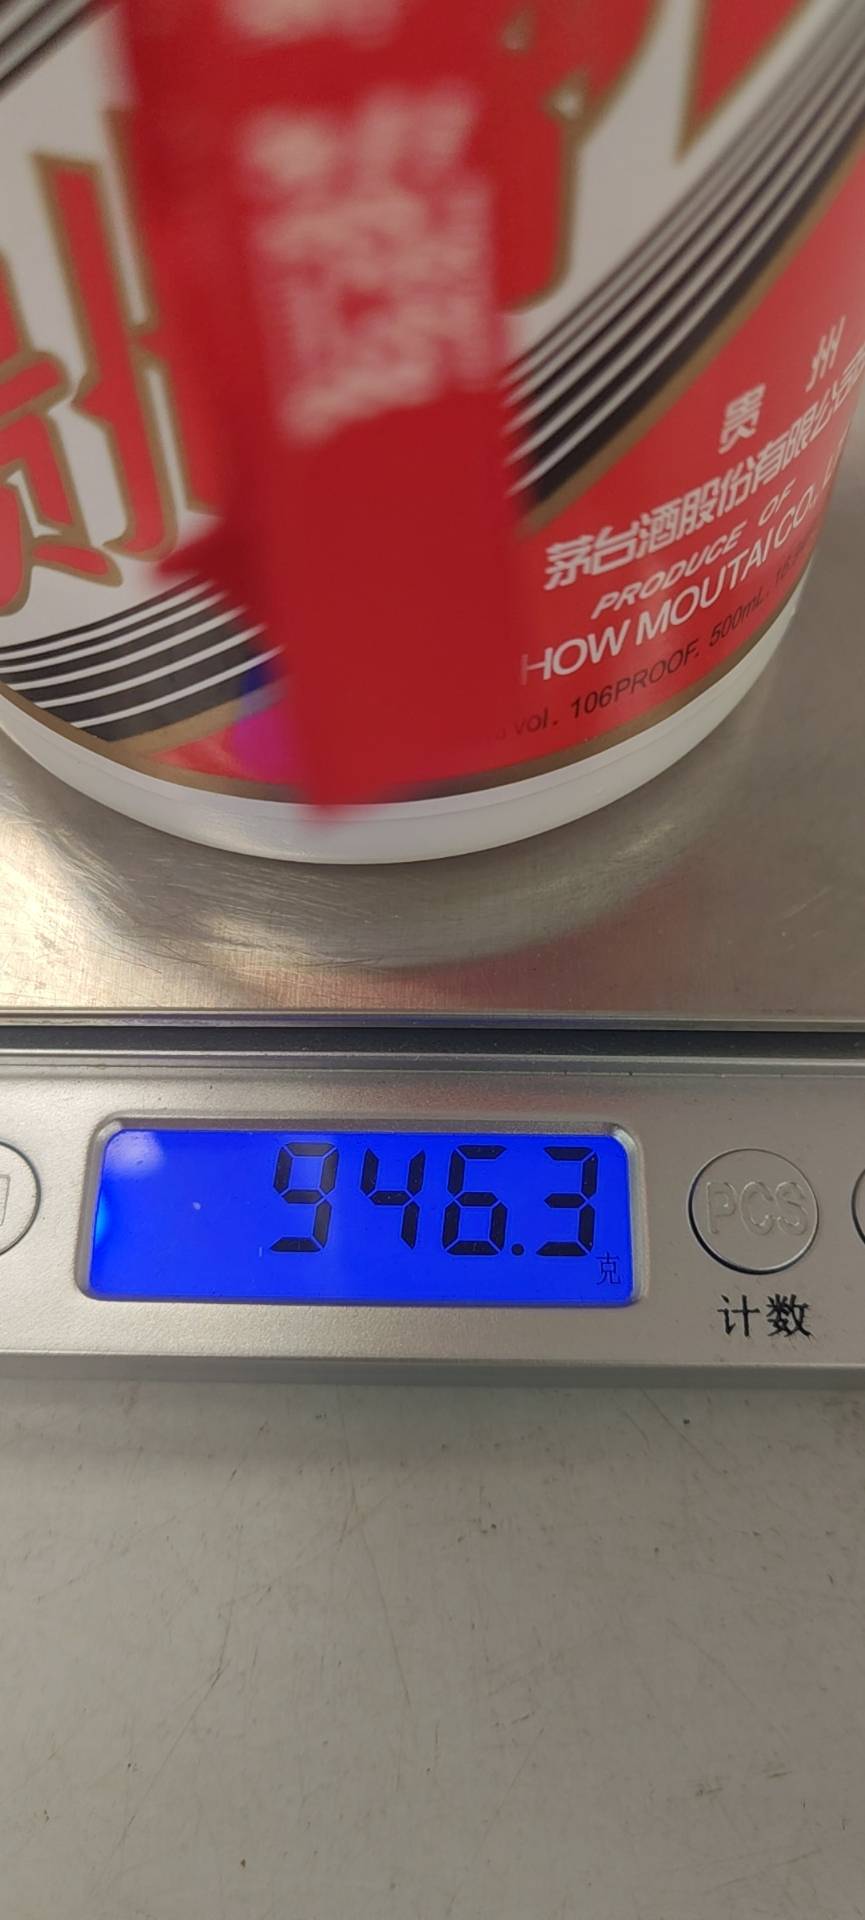 贵 州
茅台酒股份有限公司
PRODUCE OF
HOW MOUTAI CO.,
vol. 106PROOF. 500mL.
946.3
克
PCS
计数